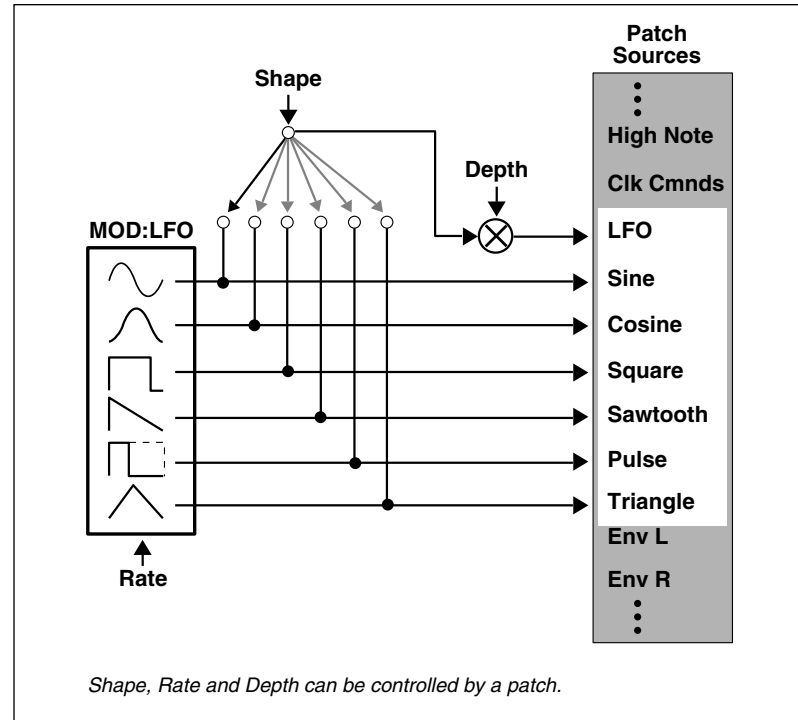 Patch
Sources
Shape
High Note
Depth
Clk Cmnds
MOD:LFO
LFO
Sine
Cosine
Square
Sawtooth
Pulse
Triangle
Env L
Env R
Rate
Shape, Rate and Depth can be controlled by a patch.